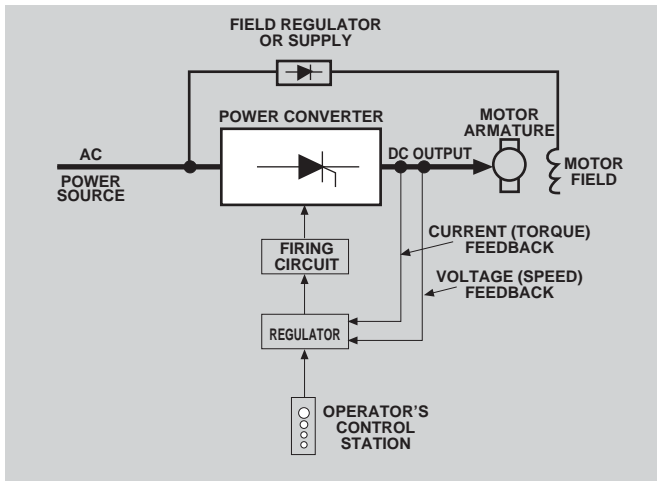 FIELD REGULATOR
OR SUPPLY
POWER CONVERTER
MOTOR
ARMATURE
AC
DC OUTPUT
POWER
SOURCE
MOTOR
FIELD
CURRENT (TORQUE)
FEEDBACK
FIRING
CIRCUIT
VOLTAGE (SPEED)
FEEDBACK
REGULATOR
OPERATOR'S
CONTROL
STATION